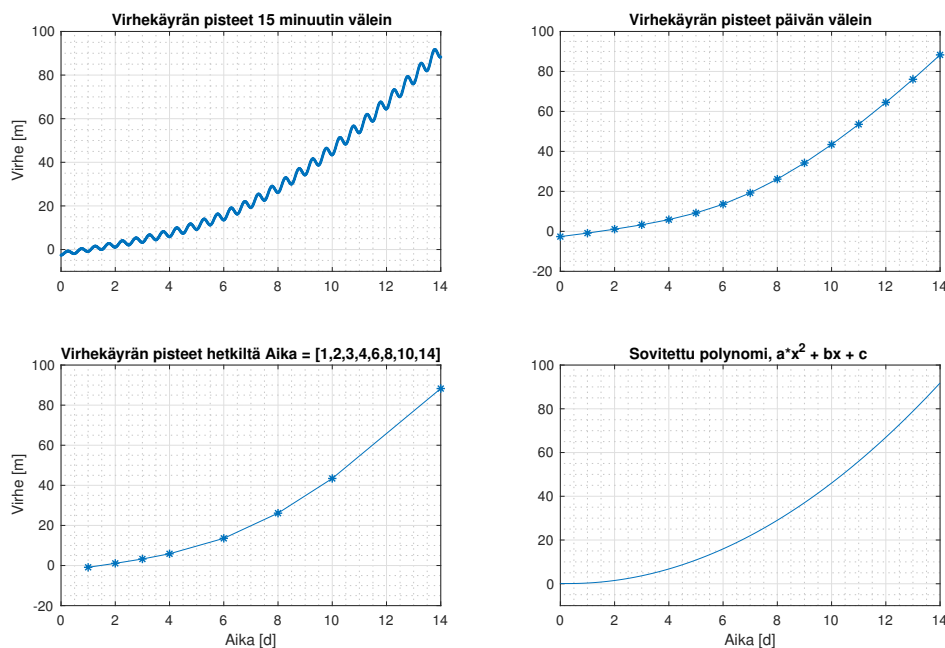 Virhekäyrän pisteet 15 minuutin välein
Virhe [m]
100
80
60
40
20
0
0 2 4 6 8 10 12 14
Virhekäyrän pisteet päivän välein
100
80
60
40
20
0
-20
0 2 4 6 8 10 12 14
Virhekäyrän pisteet hetkiltä Aika = [1,2,3,4,6,8,10,14]
Virhe [m]
100
80
60
40
20
0
-20
0 2 4 6 8 10 12 14
Aika [d]
Sovitettu polynomi, a*x² + bx + c
100
80
60
40
20
0
0 2 4 6 8 10 12 14
Aika [d]